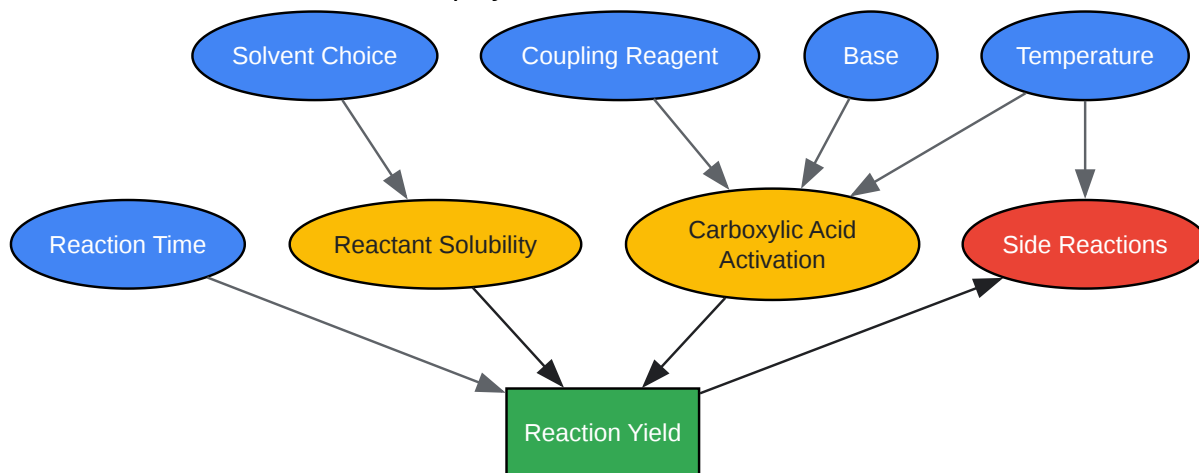 Solvent Choice
Coupling Reagent
Base
Temperature
Reaction Time
Reactant Solubility
Carboxylic Acid
Activation
Side Reactions
Reaction Yield